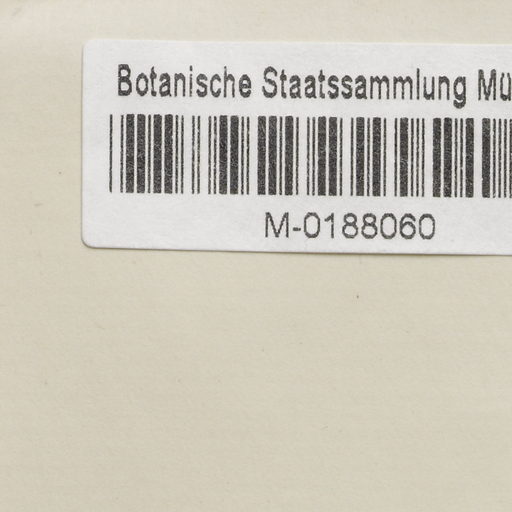 Botanische Staatssammlung Mü
M-0188060